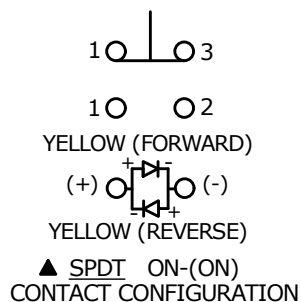 1 3
1 2
YELLOW (FORWARD)
+ -
(+) (-)
- +
YELLOW (REVERSE)
▲ SPDT ON-(ON)
CONTACT CONFIGURATION